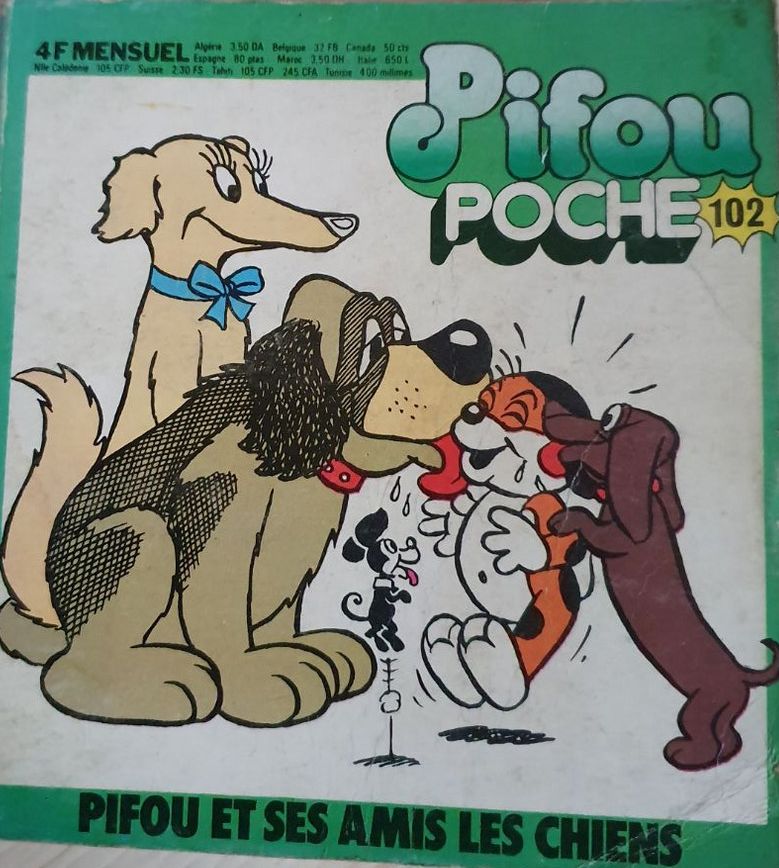 4F MENSUEL Algérie 3.50 DA Belgique 32 FB Canada 50 cts
Espagne 80 ptas Maroc 3,50 DH Italie 650 L
Nlle Calédonie 105 CFP Suisse 2.30 FS Tahiti 105 CFP 245 CFA Tunisie 400 millimes
Pifou
POCHE 102
PIFOU ET SES AMIS LES CHIENS